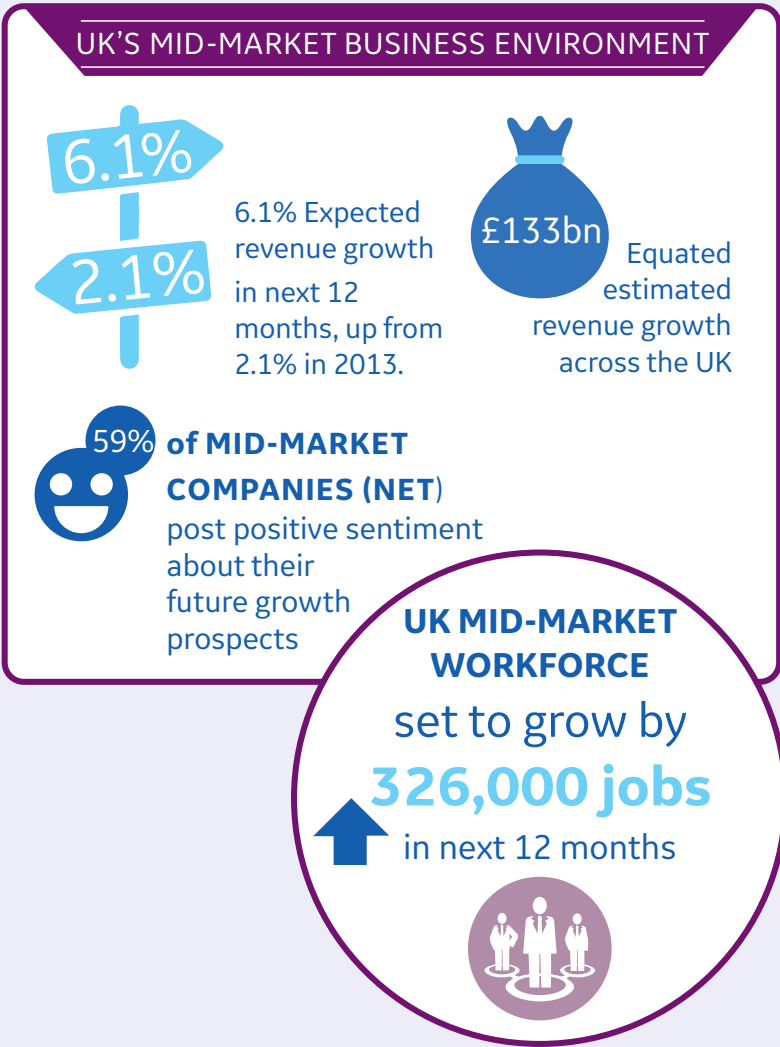 UK'S MID-MARKET BUSINESS ENVIRONMENT
6.1%
2.1%
6.1% Expected
revenue growth
in next 12
months, up from
2.1% in 2013.
£133bn
Equated
estimated
revenue growth
across the UK
59%
of MID-MARKET
COMPANIES (NET)
post positive sentiment
about their
future growth
prospects
UK MID-MARKET
WORKFORCE
set to grow by
326,000 jobs
in next 12 months